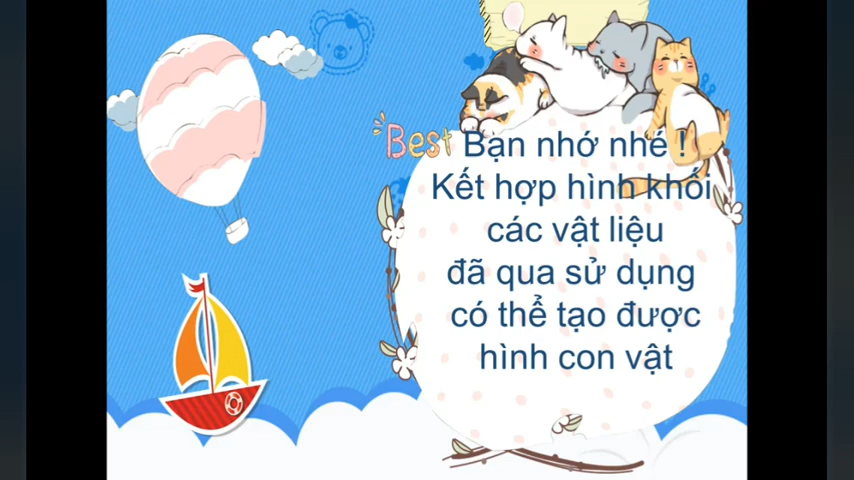 Best Bạn nhớ nhé !
Kết hợp hình khối
các vật liệu
đã qua sử dụng
có thể tạo được
hình con vật